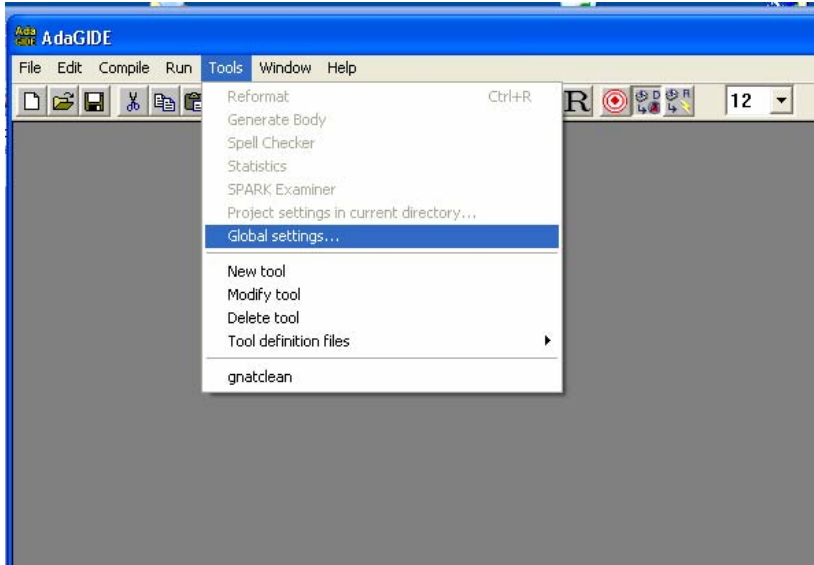 AdaGIDE
File Edit Compile Run Tools Window Help
R 12
Reformat Ctrl+R
Generate Body
Spell Checker
Statistics
SPARK Examiner
Project settings in current directory...
Global settings...
New tool
Modify tool
Delete tool
Tool definition files
gnatclean